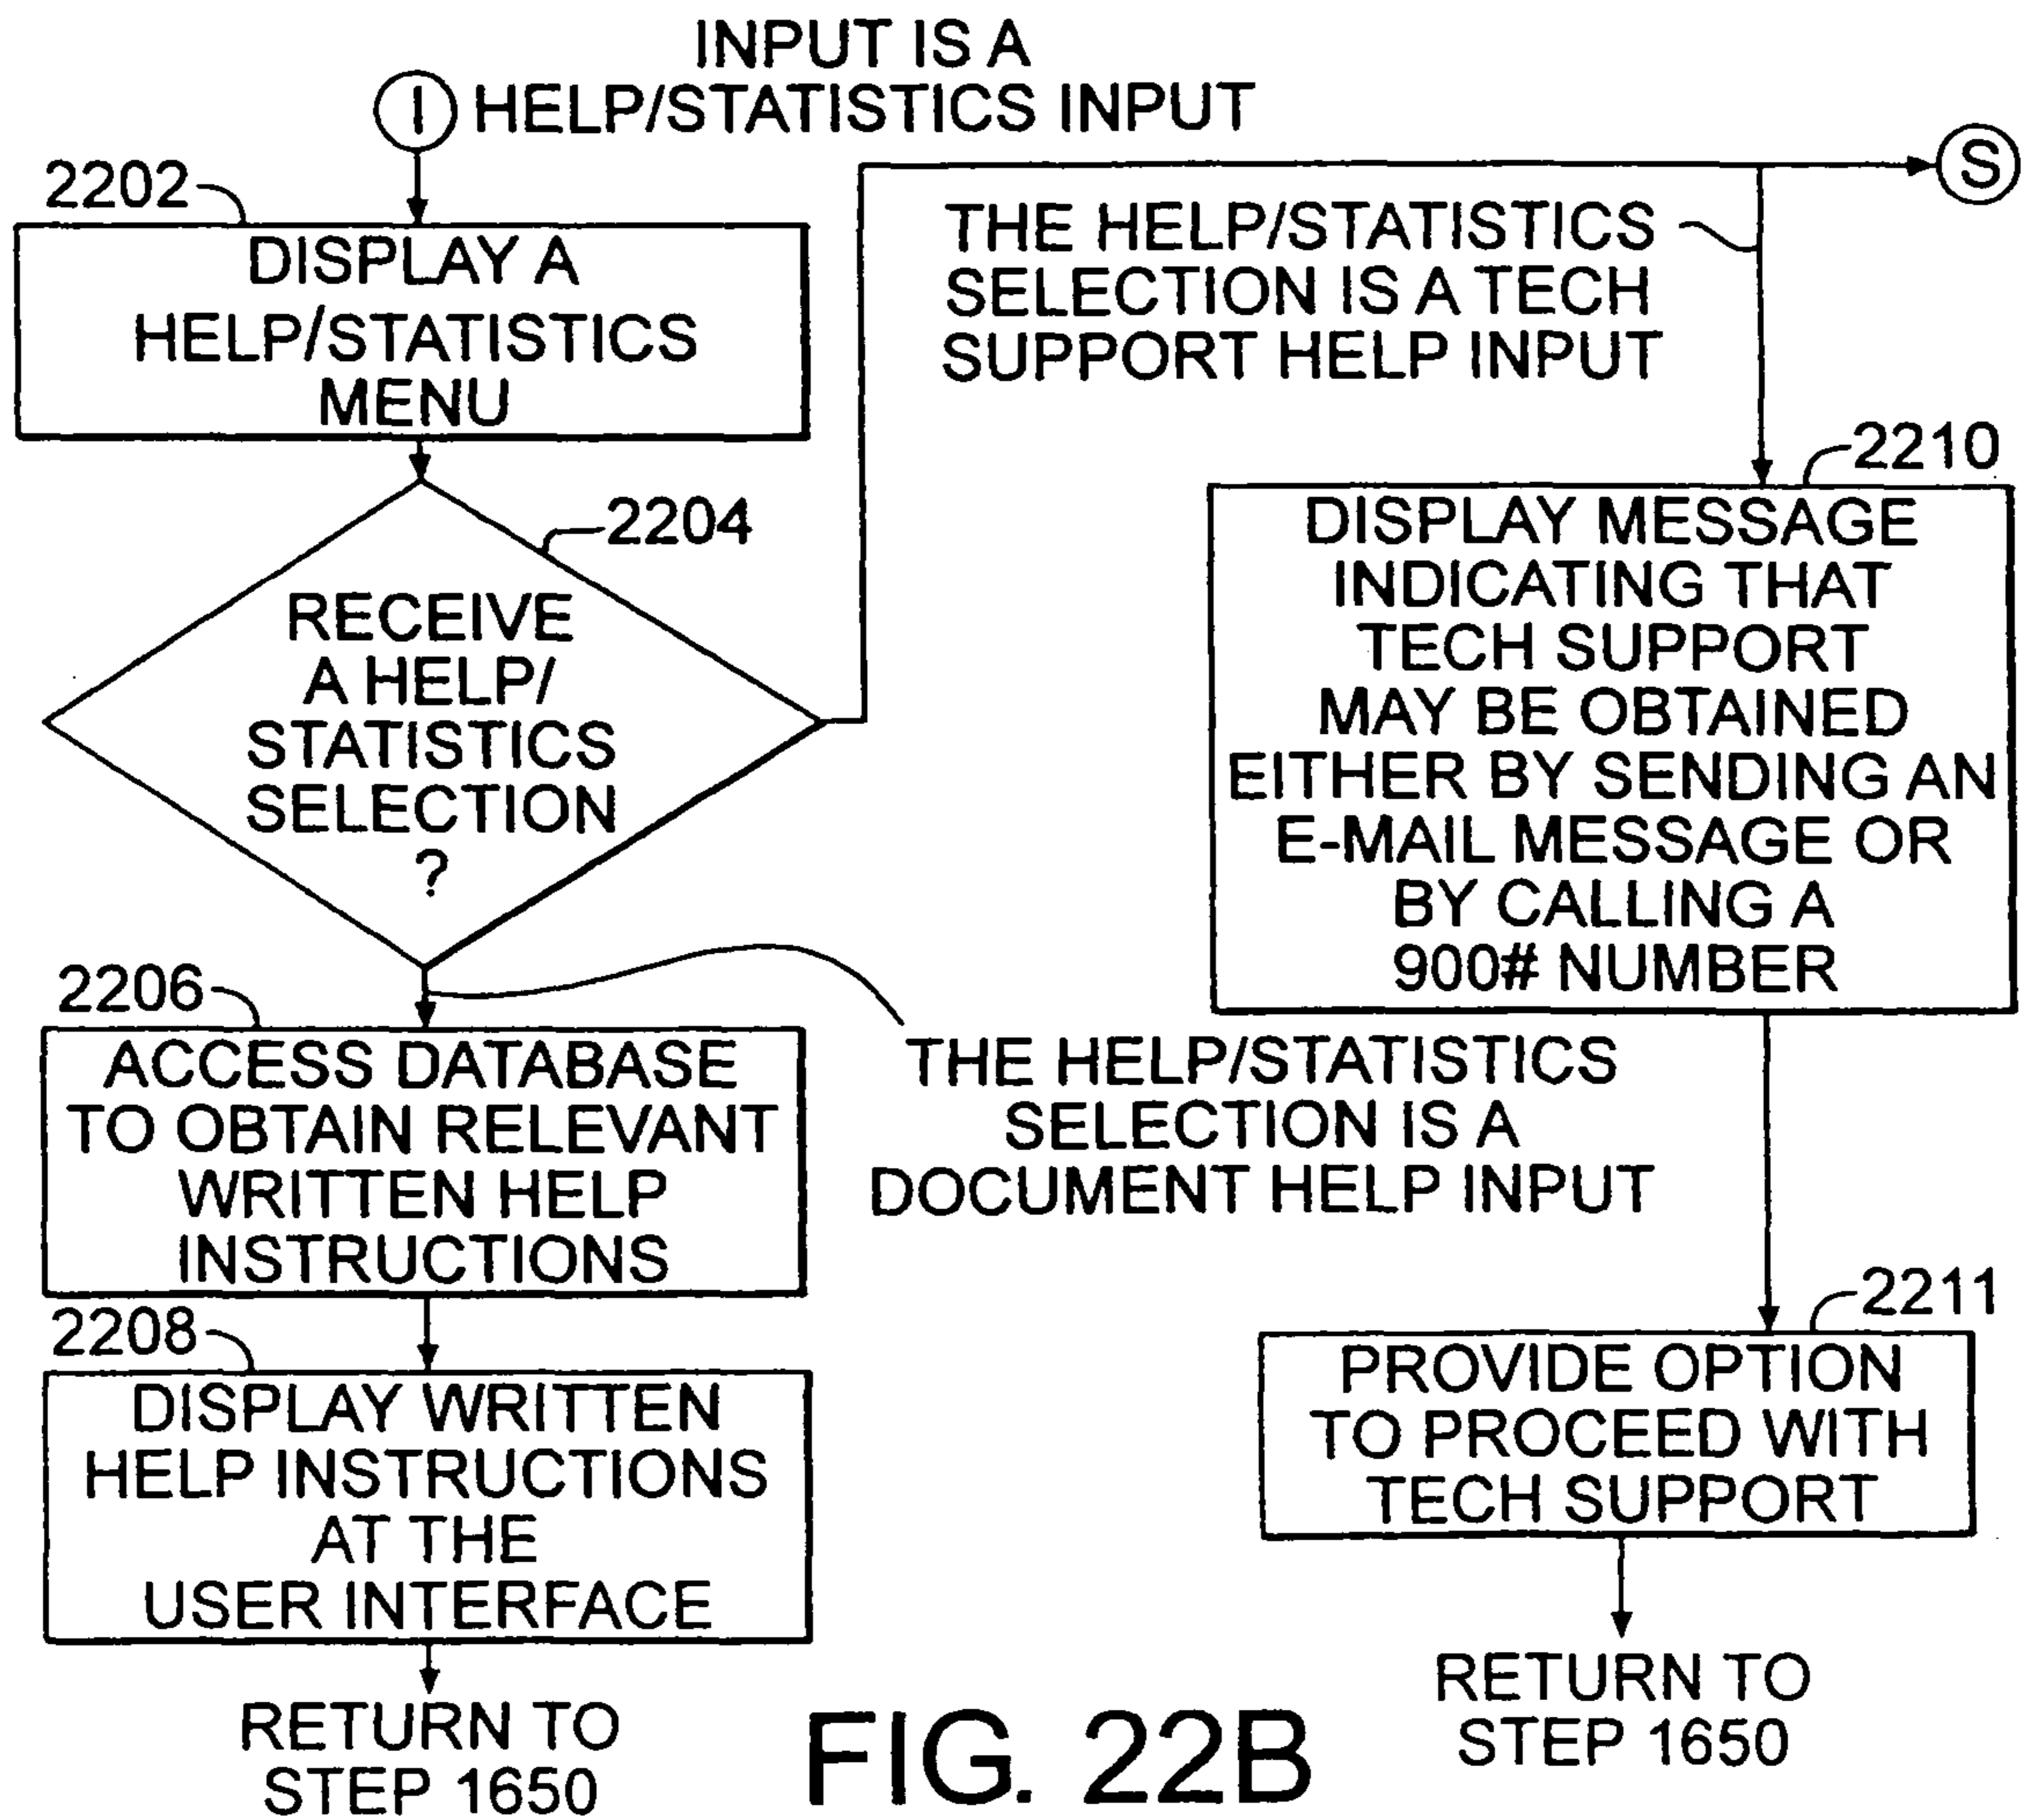 INPUT IS A
I HELP/STATISTICS INPUT
S
2202
DISPLAY A
HELP/STATISTICS
MENU
THE HELP/STATISTICS
SELECTION IS A TECH
SUPPORT HELP INPUT
2204
RECEIVE
A HELP/
STATISTICS
SELECTION
?
2210
DISPLAY MESSAGE
INDICATING THAT
TECH SUPPORT
MAY BE OBTAINED
EITHER BY SENDING AN
E-MAIL MESSAGE OR
BY CALLING A
900# NUMBER
2206
ACCESS DATABASE
TO OBTAIN RELEVANT
WRITTEN HELP
INSTRUCTIONS
THE HELP/STATISTICS
SELECTION IS A
DOCUMENT HELP INPUT
2208
DISPLAY WRITTEN
HELP INSTRUCTIONS
AT THE
USER INTERFACE
2211
PROVIDE OPTION
TO PROCEED WITH
TECH SUPPORT
RETURN TO
STEP 1650
RETURN TO
STEP 1650
FIG. 22B